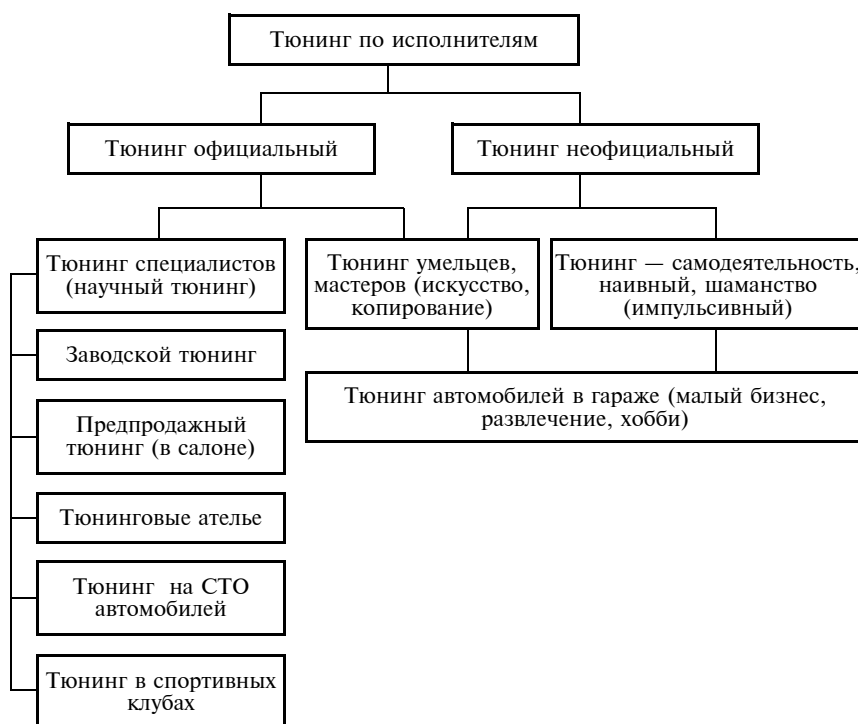 Тюнинг по исполнителям
Тюнинг официальный
Тюнинг неофициальный
Тюнинг специалистов
(научный тюнинг)
Тюнинг умельцев,
мастеров (искусство,
копирование)
Тюнинг — самодеятельность,
наивный, шаманство
(импульсивный)
Заводской тюнинг
Тюнинг автомобилей в гараже (малый бизнес,
развлечение, хобби)
Предпродажный
тюнинг (в салоне)
Тюнинговые ателье
Тюнинг на СТО
автомобилей
Тюнинг в спортивных
клубах